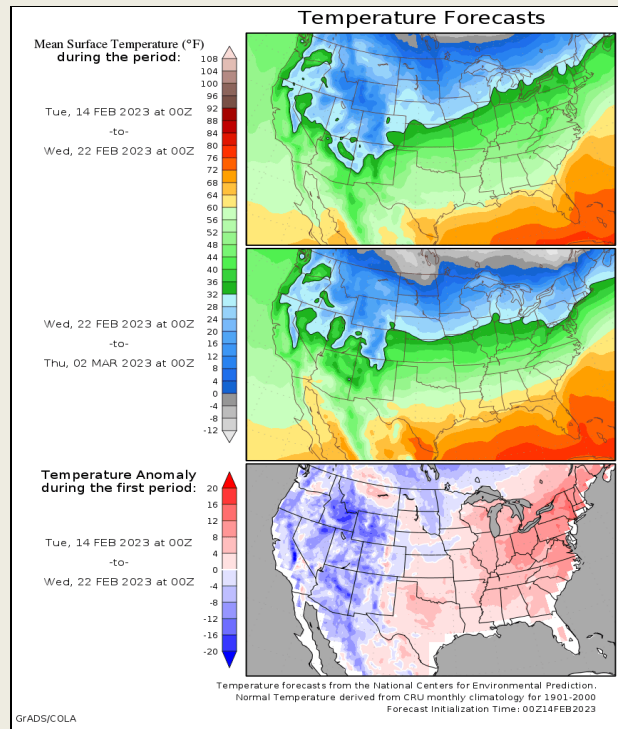 Temperature Forecasts
Mean Surface Temperature (°F)
during the period:
Tue, 14 FEB 2023 at 00Z
-to-
Wed, 22 FEB 2023 at 00Z
108
104
100
96
92
88
84
80
76
72
68
64
60
56
52
48
44
40
36
32
28
24
20
16
12
8
4
0
-4
-8
-12
Wed, 22 FEB 2023 at 00Z
-to-
Thu, 02 MAR 2023 at 00Z
Temperature Anomaly
during the first period:
Tue, 14 FEB 2023 at 00Z
-to-
Wed, 22 FEB 2023 at 00Z
20
16
12
8
4
0
-4
-8
-12
-16
-20
Temperature forecasts from the National Centers for Environmental Prediction.
Normal Temperature derived from CRU monthly climatology for 1901-2000
Forecast Initialization Time: 00Z14FEB2023
GrADS/COLA